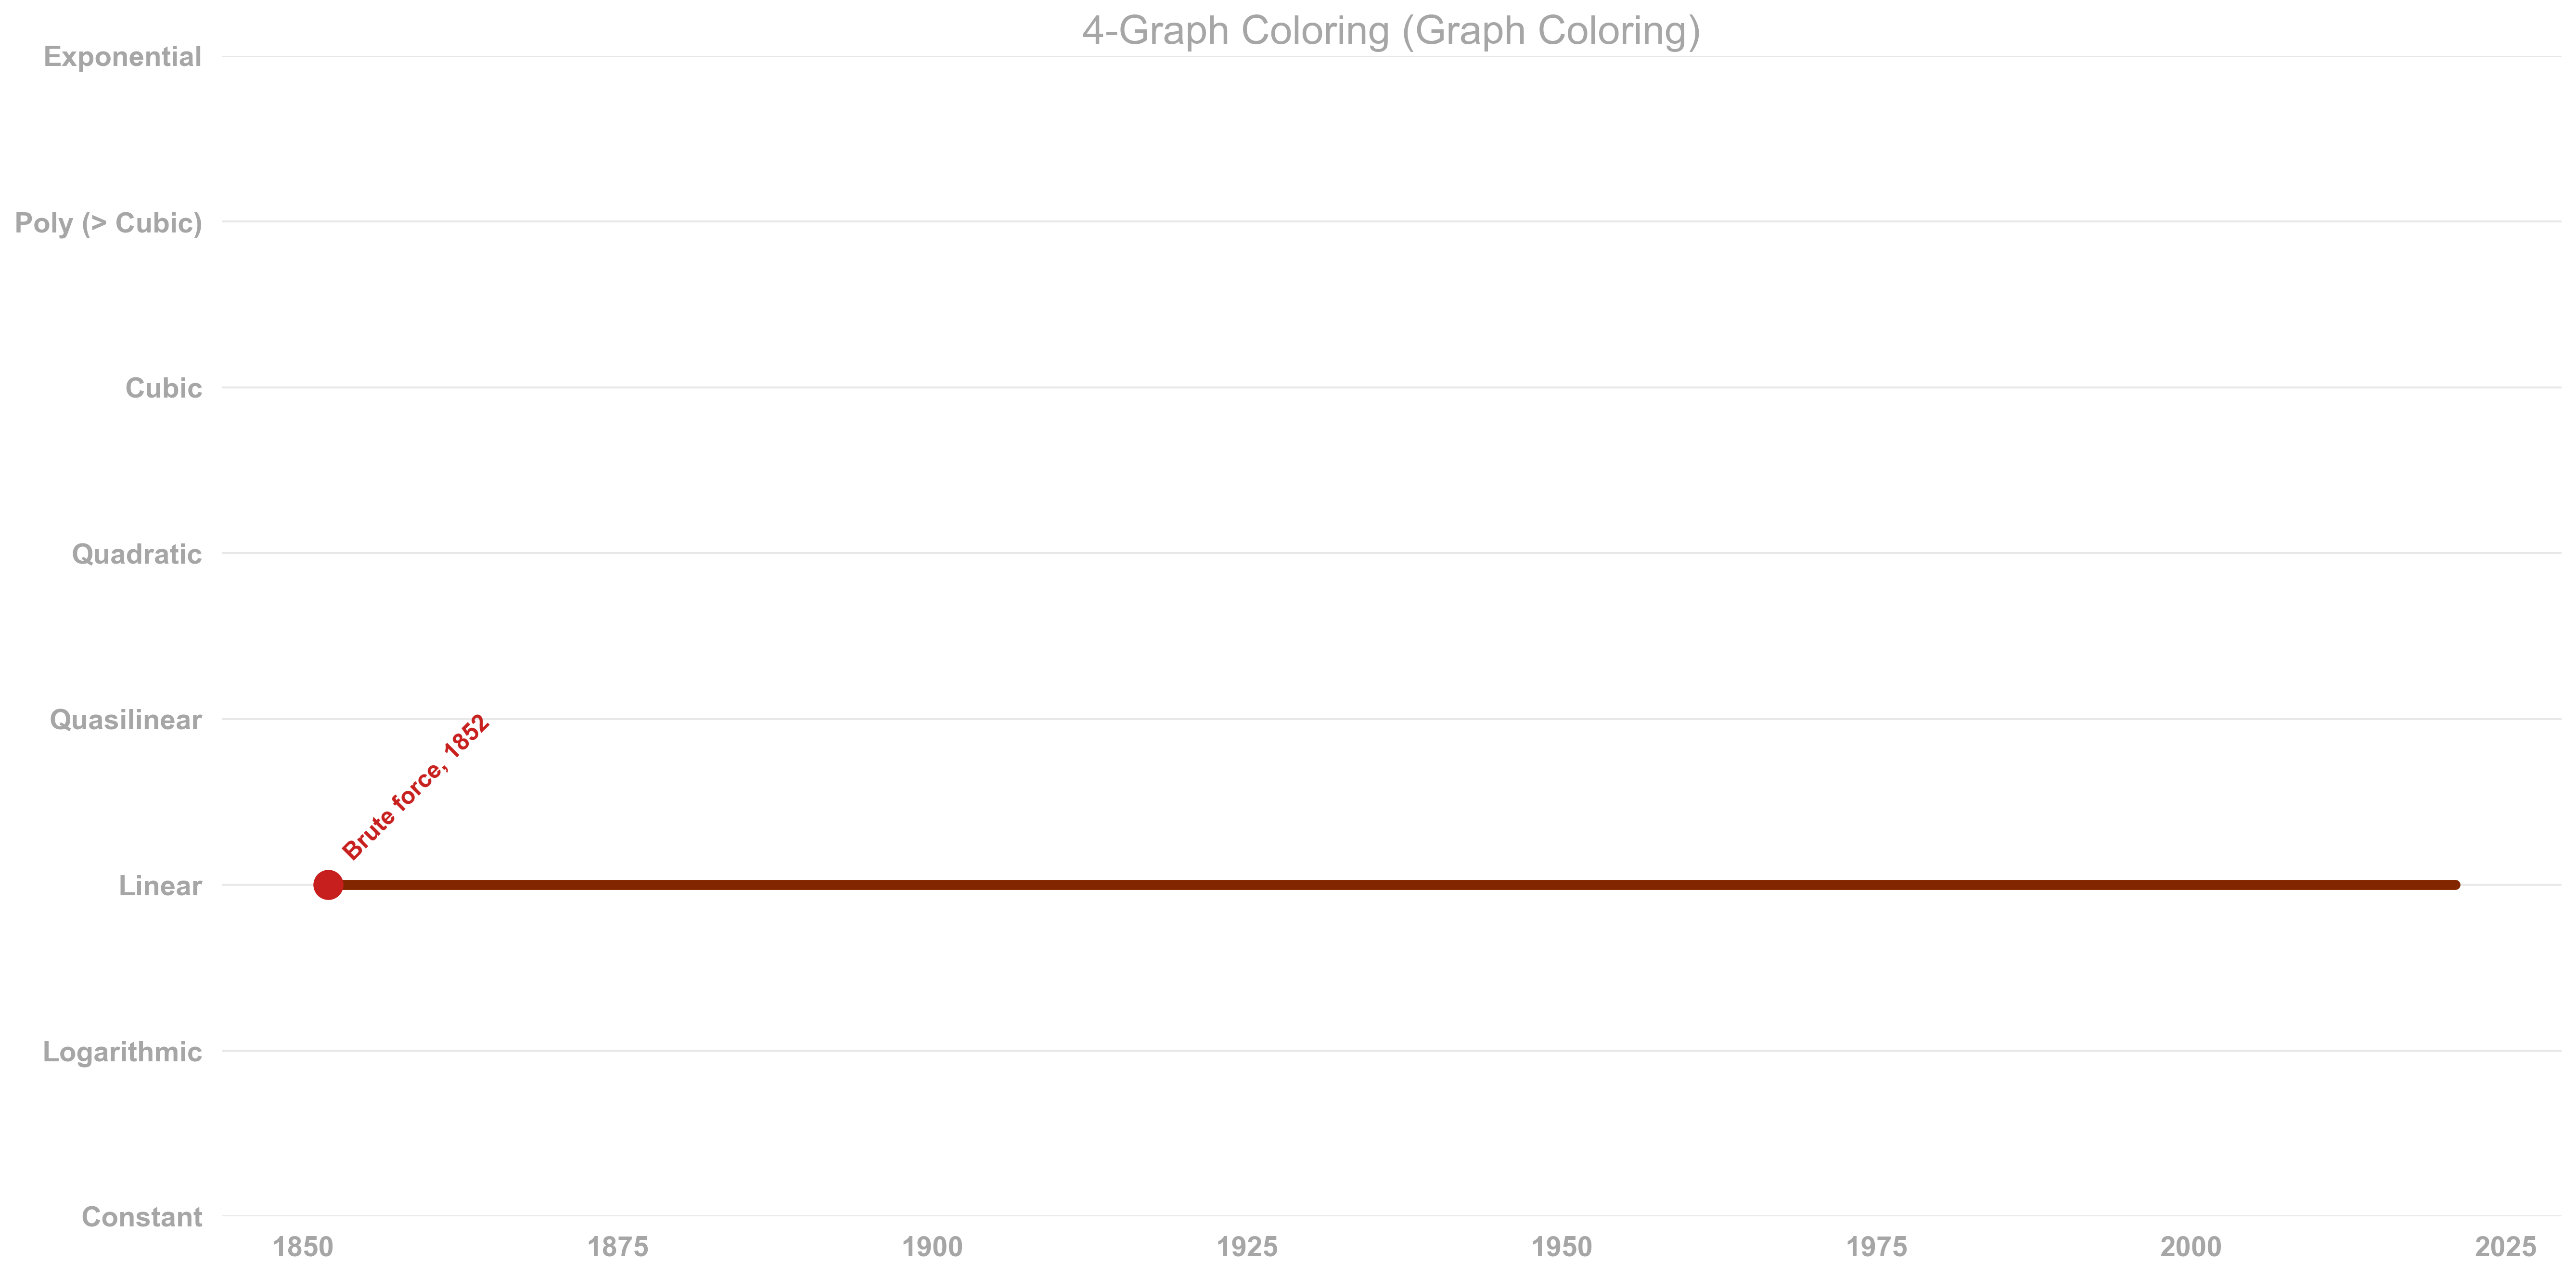 4-Graph Coloring (Graph Coloring)
Exponential
Poly (> Cubic)
Cubic
Quadratic
Quasilinear
Brute force, 1852
Linear
Logarithmic
Constant
1850 1875 1900 1925 1950 1975 2000 2025